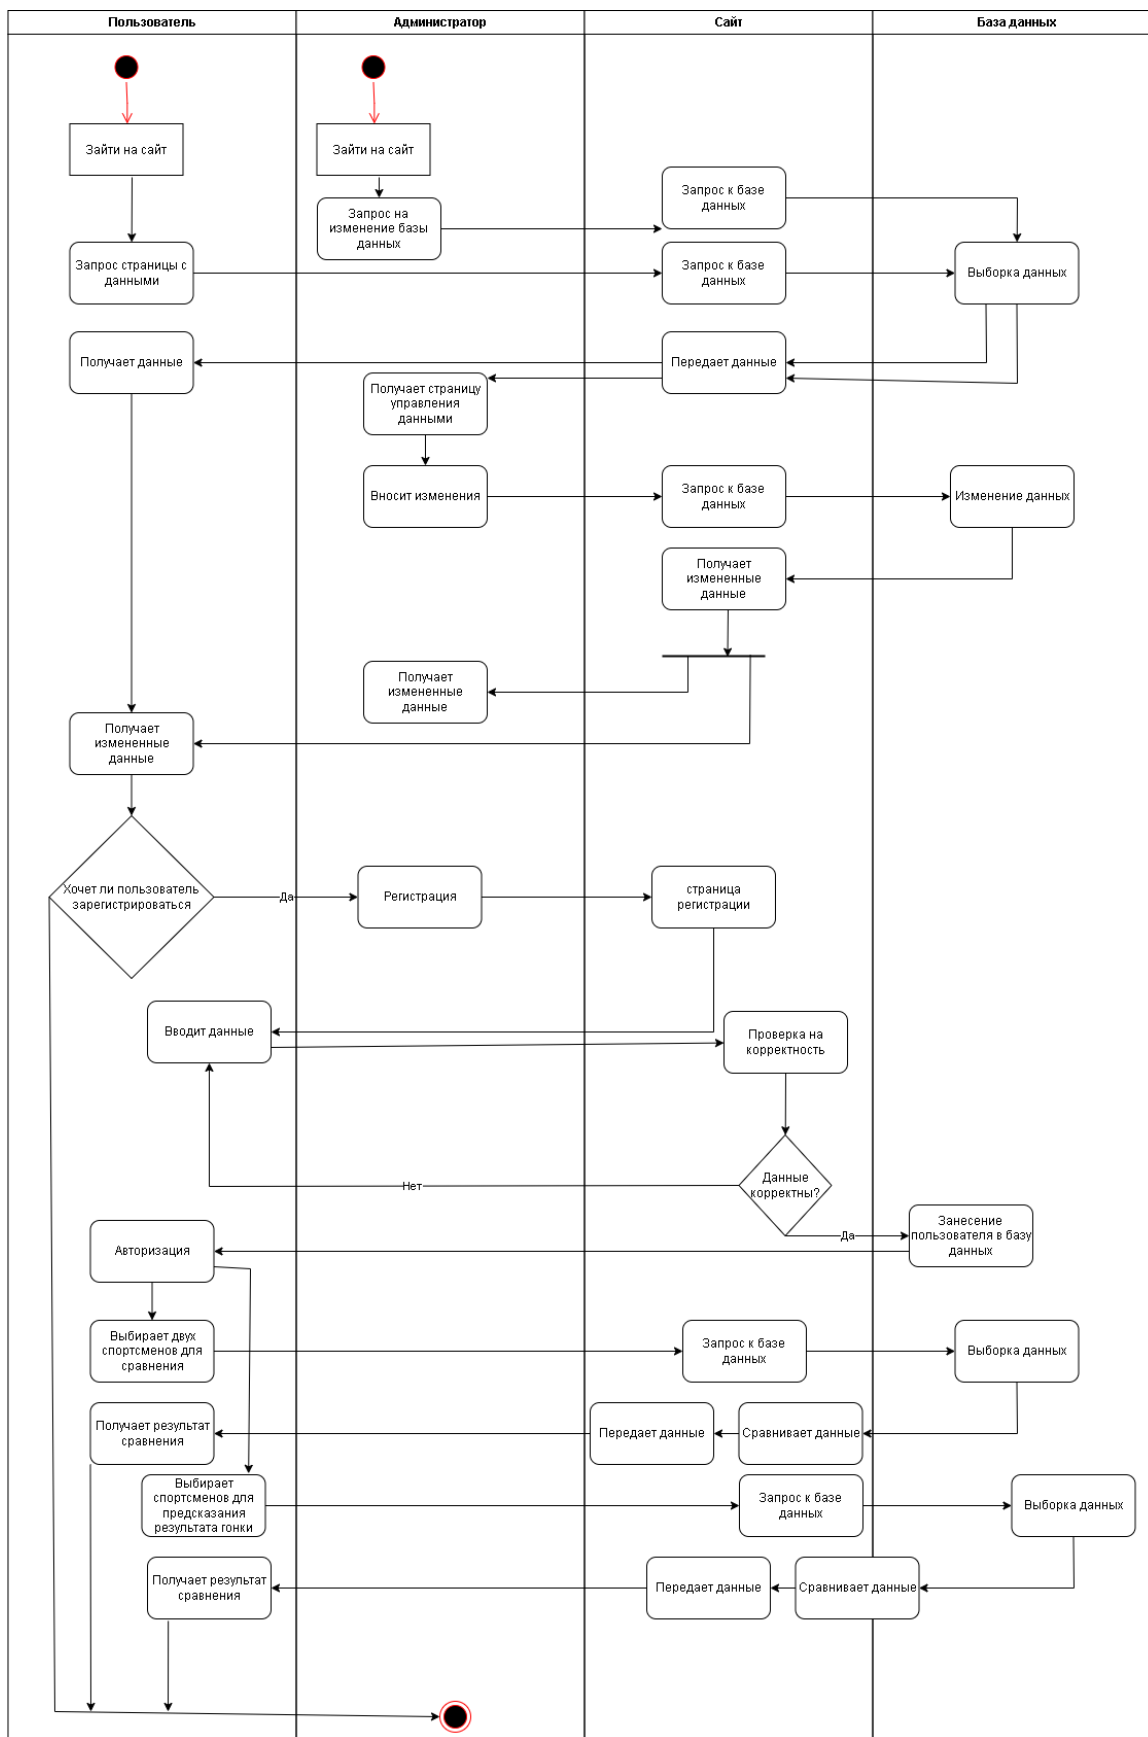 Пользователь
Администратор
Сайт
База данных
Зайти на сайт
Зайти на сайт
Запрос к базе
данных
Запрос на
изменение базы
данных
Запрос страницы с
данными
Запрос к базе
данных
Выборка данных
Получает данные
Передает данные
Получает страницу
управления
данными
Вносит изменения
Запрос к базе
данных
Изменение данных
Получает
измененные
данные
Получает
измененные
данные
Получает
измененные
данные
Хочет ли пользователь
зарегистрироваться
Да
Регистрация
страница
регистрации
Вводит данные
Проверка на
корректность
Данные
корректны?
Нет
Да
Занесение
пользователя в базу
данных
Авторизация
Выбирает двух
спортсменов для
сравнения
Запрос к базе
данных
Выборка данных
Получает результат
сравнения
Передает данные
Сравнивает данные
Выбирает
спортсменов для
предсказания
результата гонки
Запрос к базе
данных
Выборка данных
Получает результат
сравнения
Передает данные
Сравнивает данные